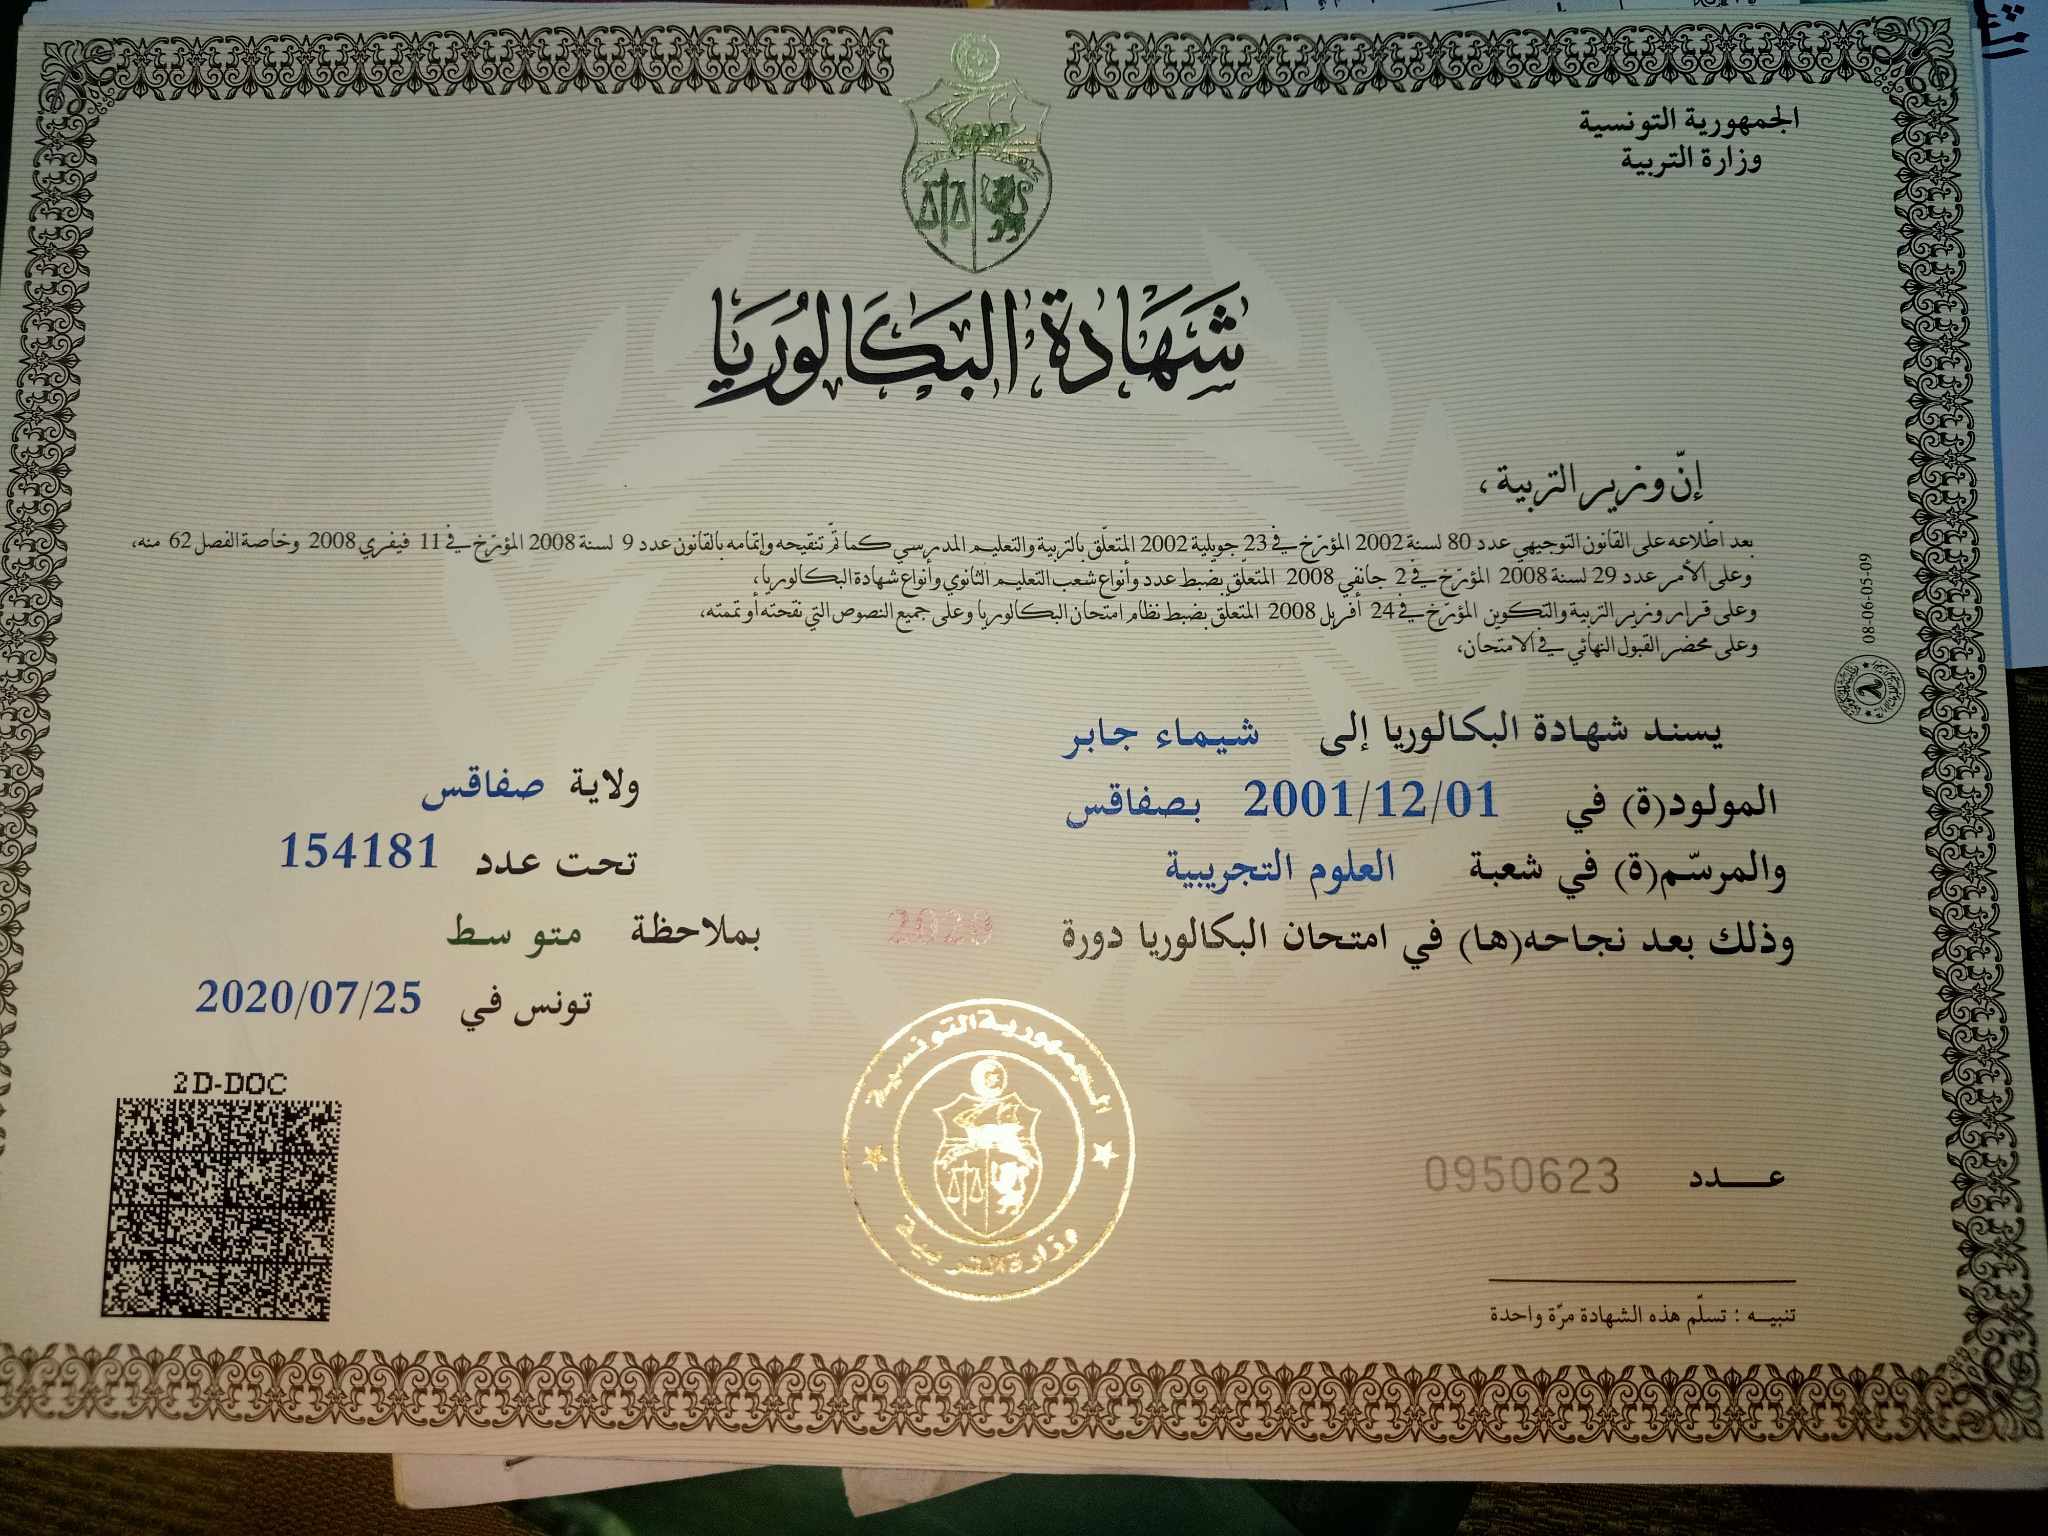 الجمهورية التونسية
وزارة التربية
شَهَادَة البَكَالُورِيَا
إنّ وزير التربية،
بعد اطّلاعه على القانون التوجيهي عدد 80 لسنة 2002 المؤرّخ في 23 جويلية 2002 المتعلّق بالتربية والتعليم المدرسي كما تمّ تنقيحه وإتمامه بالقانون عدد 9 لسنة 2008 المؤرّخ في 11 فيفري 2008 وخاصة الفصل 62 منه،
وعلى الأمر عدد 29 لسنة 2008 المؤرّخ في 2 جانفي 2008 المتعلّق بضبط عدد وأنواع شعب التعليم الثانوي وأنواع شهادة البكالوريا،
وعلى قرار وزير التربية والتكوين المؤرّخ في 24 أفريل 2008 المتعلّق بضبط نظام امتحان البكالوريا وعلى جميع النصوص التي نقحته أو تممته،
وعلى محضر القبول النهائي في الامتحان،
08-06-05-09
يسند شهادة البكالوريا إلى شيماء جابر
المولود(ة) في 2001/12/01 بصفاقس ولاية صفاقس
والمرسّم(ة) في شعبة العلوم التجريبية تحت عدد 154181
وذلك بعد نجاحه(ها) في امتحان البكالوريا دورة 2020 بملاحظة متوسط
تونس في 2020/07/25
2D-DOC
الجمهورية التونسية
وزارة التربية
عدد 0950623
تنبيه : تسلّم هذه الشهادة مرّة واحدة